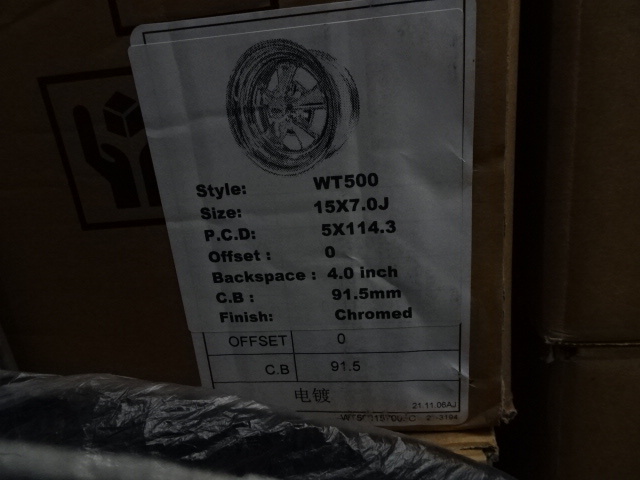 Style: WT500
Size: 15X7.0J
P.C.D: 5X114.3
Offset : 0
Backspace : 4.0 inch
C.B : 91.5mm
Finish: Chromed
OFFSET 0
C.B 91.5
电镀
21.11.06AJ